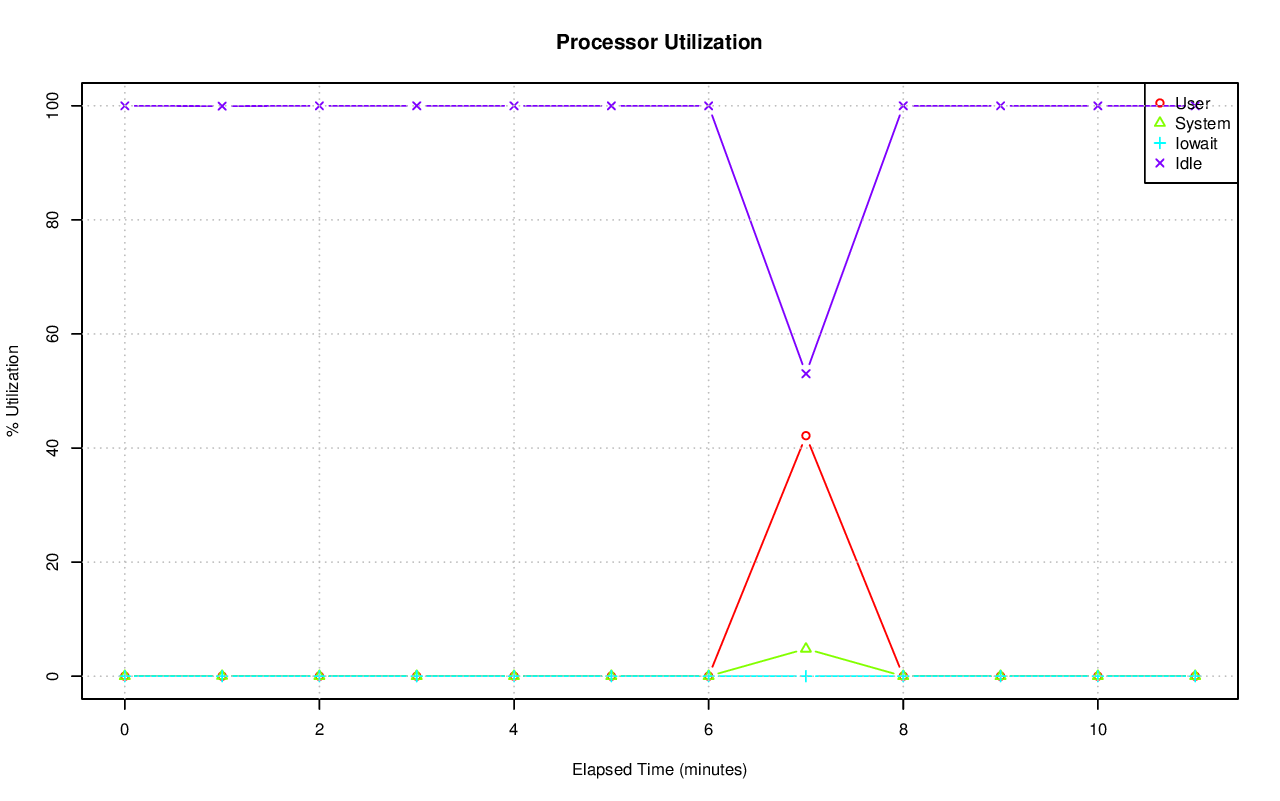 Processor Utilization
100
80
60
40
20
0
% Utilization
User
System
Iowait
Idle
0 2 4 6 8 10
Elapsed Time (minutes)